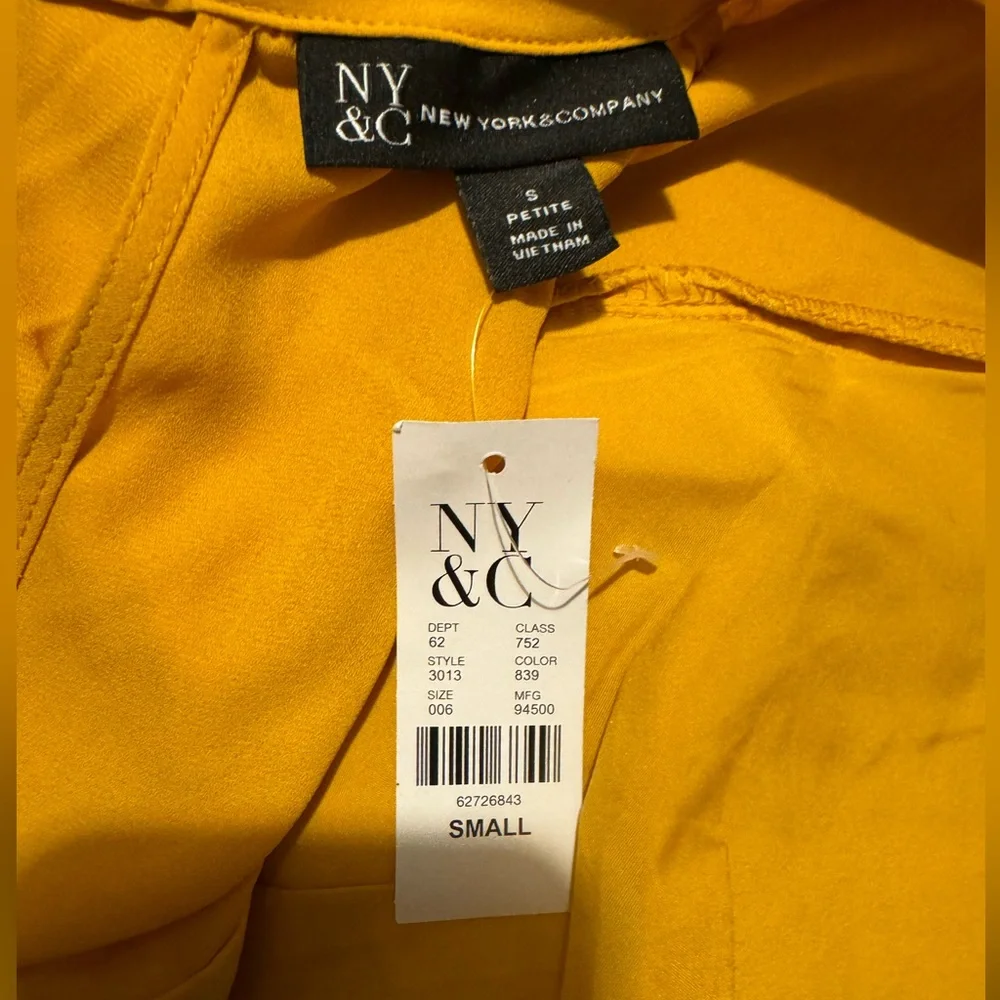 NY
&C NEW YORK&COMPANY
S
PETITE
MADE IN
VIETNAM
NY
&C
DEPT CLASS
62 752
STYLE COLOR
3013 839
SIZE MFG
006 94500
62726843
SMALL